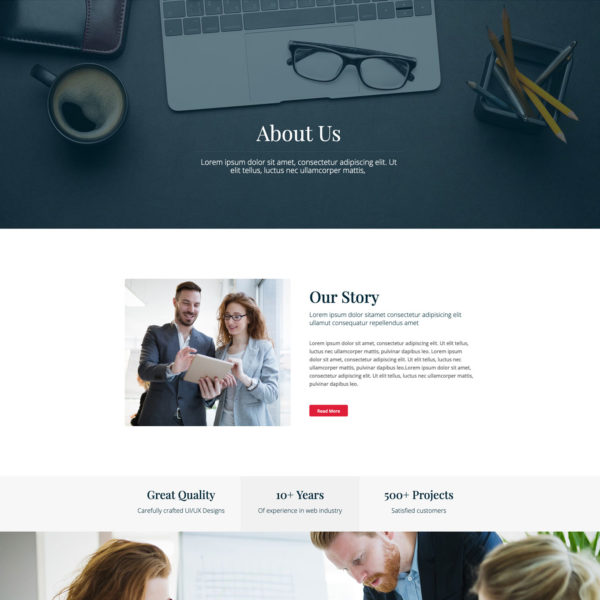 About Us
Lorem ipsum dolor sit amet, consectetur adipiscing elit. Ut
elit tellus, luctus nec ullamcorper mattis,
Our Story
Lorem ipsum dolor sitamet consectetur adipisicing elit
ullamut consequatur repellendus amet
Lorem ipsum dolor sit amet, consectetur adipiscing elit. Ut elit tellus,
luctus nec ullamcorper mattis, luctus nec ullamcorper mattis,
pulvinar dapibus leo. Lorem ipsum
dolor sit amet, consectetur adipiscing elit. Ut elit tellus, luctus nec ullamcorper
mattis, pulvinar dapibus leo.Lorem ipsum dolor sit amet,
consectetur adipiscing elit. Ut elit tellus, luctus nec ullamcorper mattis,
pulvinar dapibus leo.
Read More
Great Quality
Carefully crafted UI/UX Designs
10+ Years
Of experience in web industry
500+ Projects
Satisfied customers